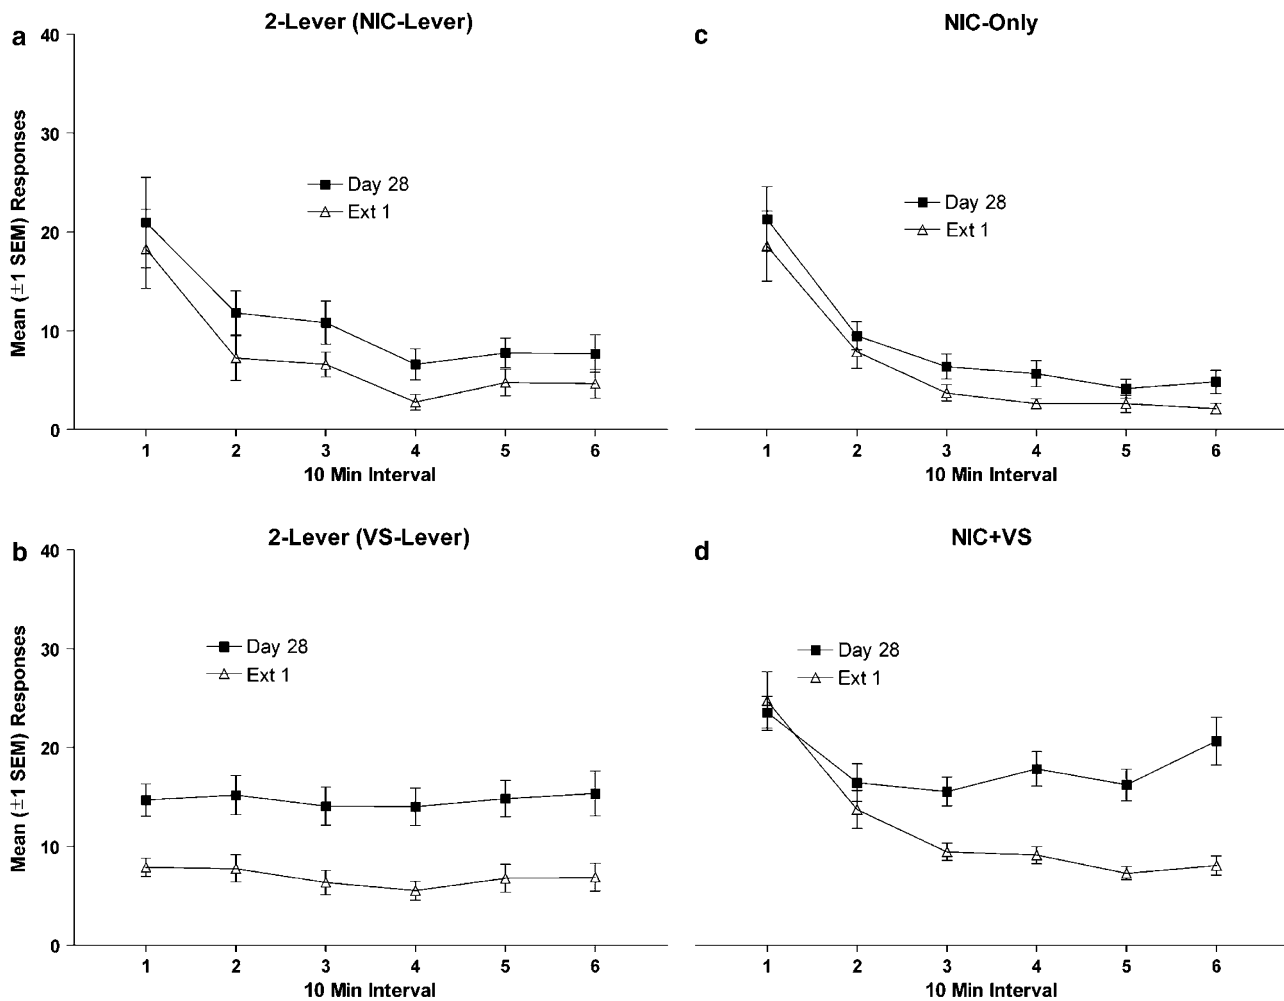 a
2-Lever (NIC-Lever)
40
30
20
10
0
Mean (±1 SEM) Responses
Day 28
Ext 1
1 2 3 4 5 6
10 Min Interval
c
NIC-Only
Day 28
Ext 1
1 2 3 4 5 6
10 Min Interval
b
2-Lever (VS-Lever)
40
30
20
10
0
Mean (±1 SEM) Responses
Day 28
Ext 1
1 2 3 4 5 6
10 Min Interval
d
NIC+VS
Day 28
Ext 1
1 2 3 4 5 6
10 Min Interval